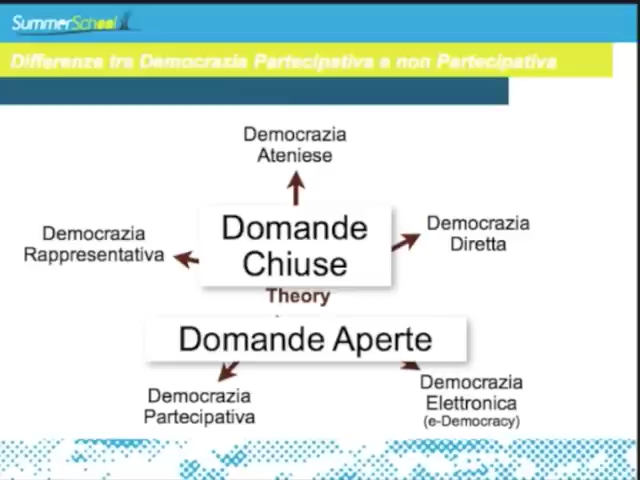 SummerSchool
Differenze tra Democrazia Partecipativa e non Partecipativa
Democrazia
Ateniese
Democrazia
Rappresentativa
Domande
Chiuse
Democrazia
Diretta
Theory
Domande Aperte
Democrazia
Partecipativa
Democrazia
Elettronica
(e-Democracy)